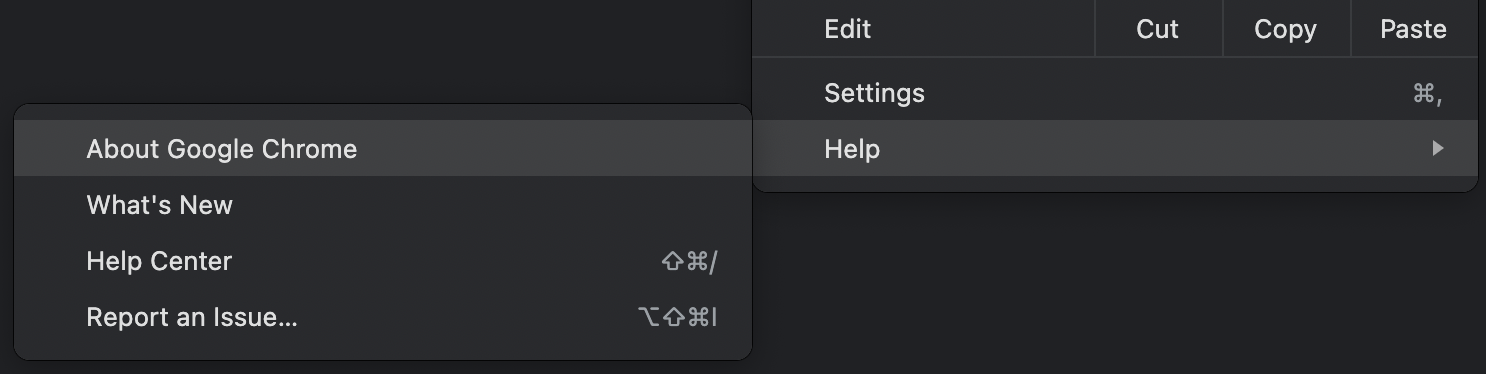 Edit Cut Copy Paste
Settings ⌘,
Help ▶
About Google Chrome
What's New
Help Center ⇧⌘/
Report an Issue... ⌥⇧⌘I